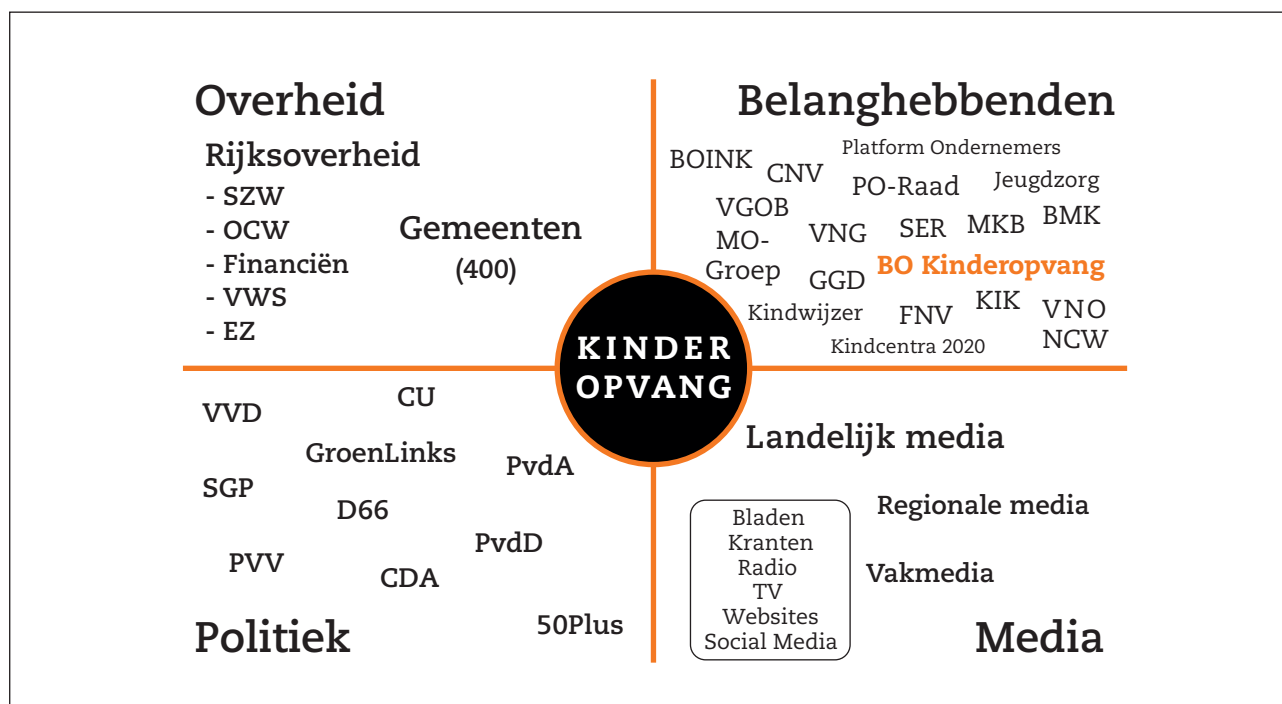 Overheid
Rijksoverheid
- SZW
- OCW
- Financiën
- VWS
- EZ
Gemeenten
(400)
Belanghebbenden
Platform Ondernemers
BOINK
CNV
PO-Raad
Jeugdzorg
VGOB
VNG
SER
MKB
BMK
MO-
Groep
GGD
BO Kinderopvang
Kindwijzer
FNV
KIK
VNO
NCW
Kindcentra 2020
KINDER
OPVANG
VVD
CU
GroenLinks
PvdA
SGP
D66
PvdD
PVV
CDA
50Plus
Politiek
Landelijk media
Regionale media
Bladen
Kranten
Radio
TV
Websites
Social Media
Vakmedia
Media